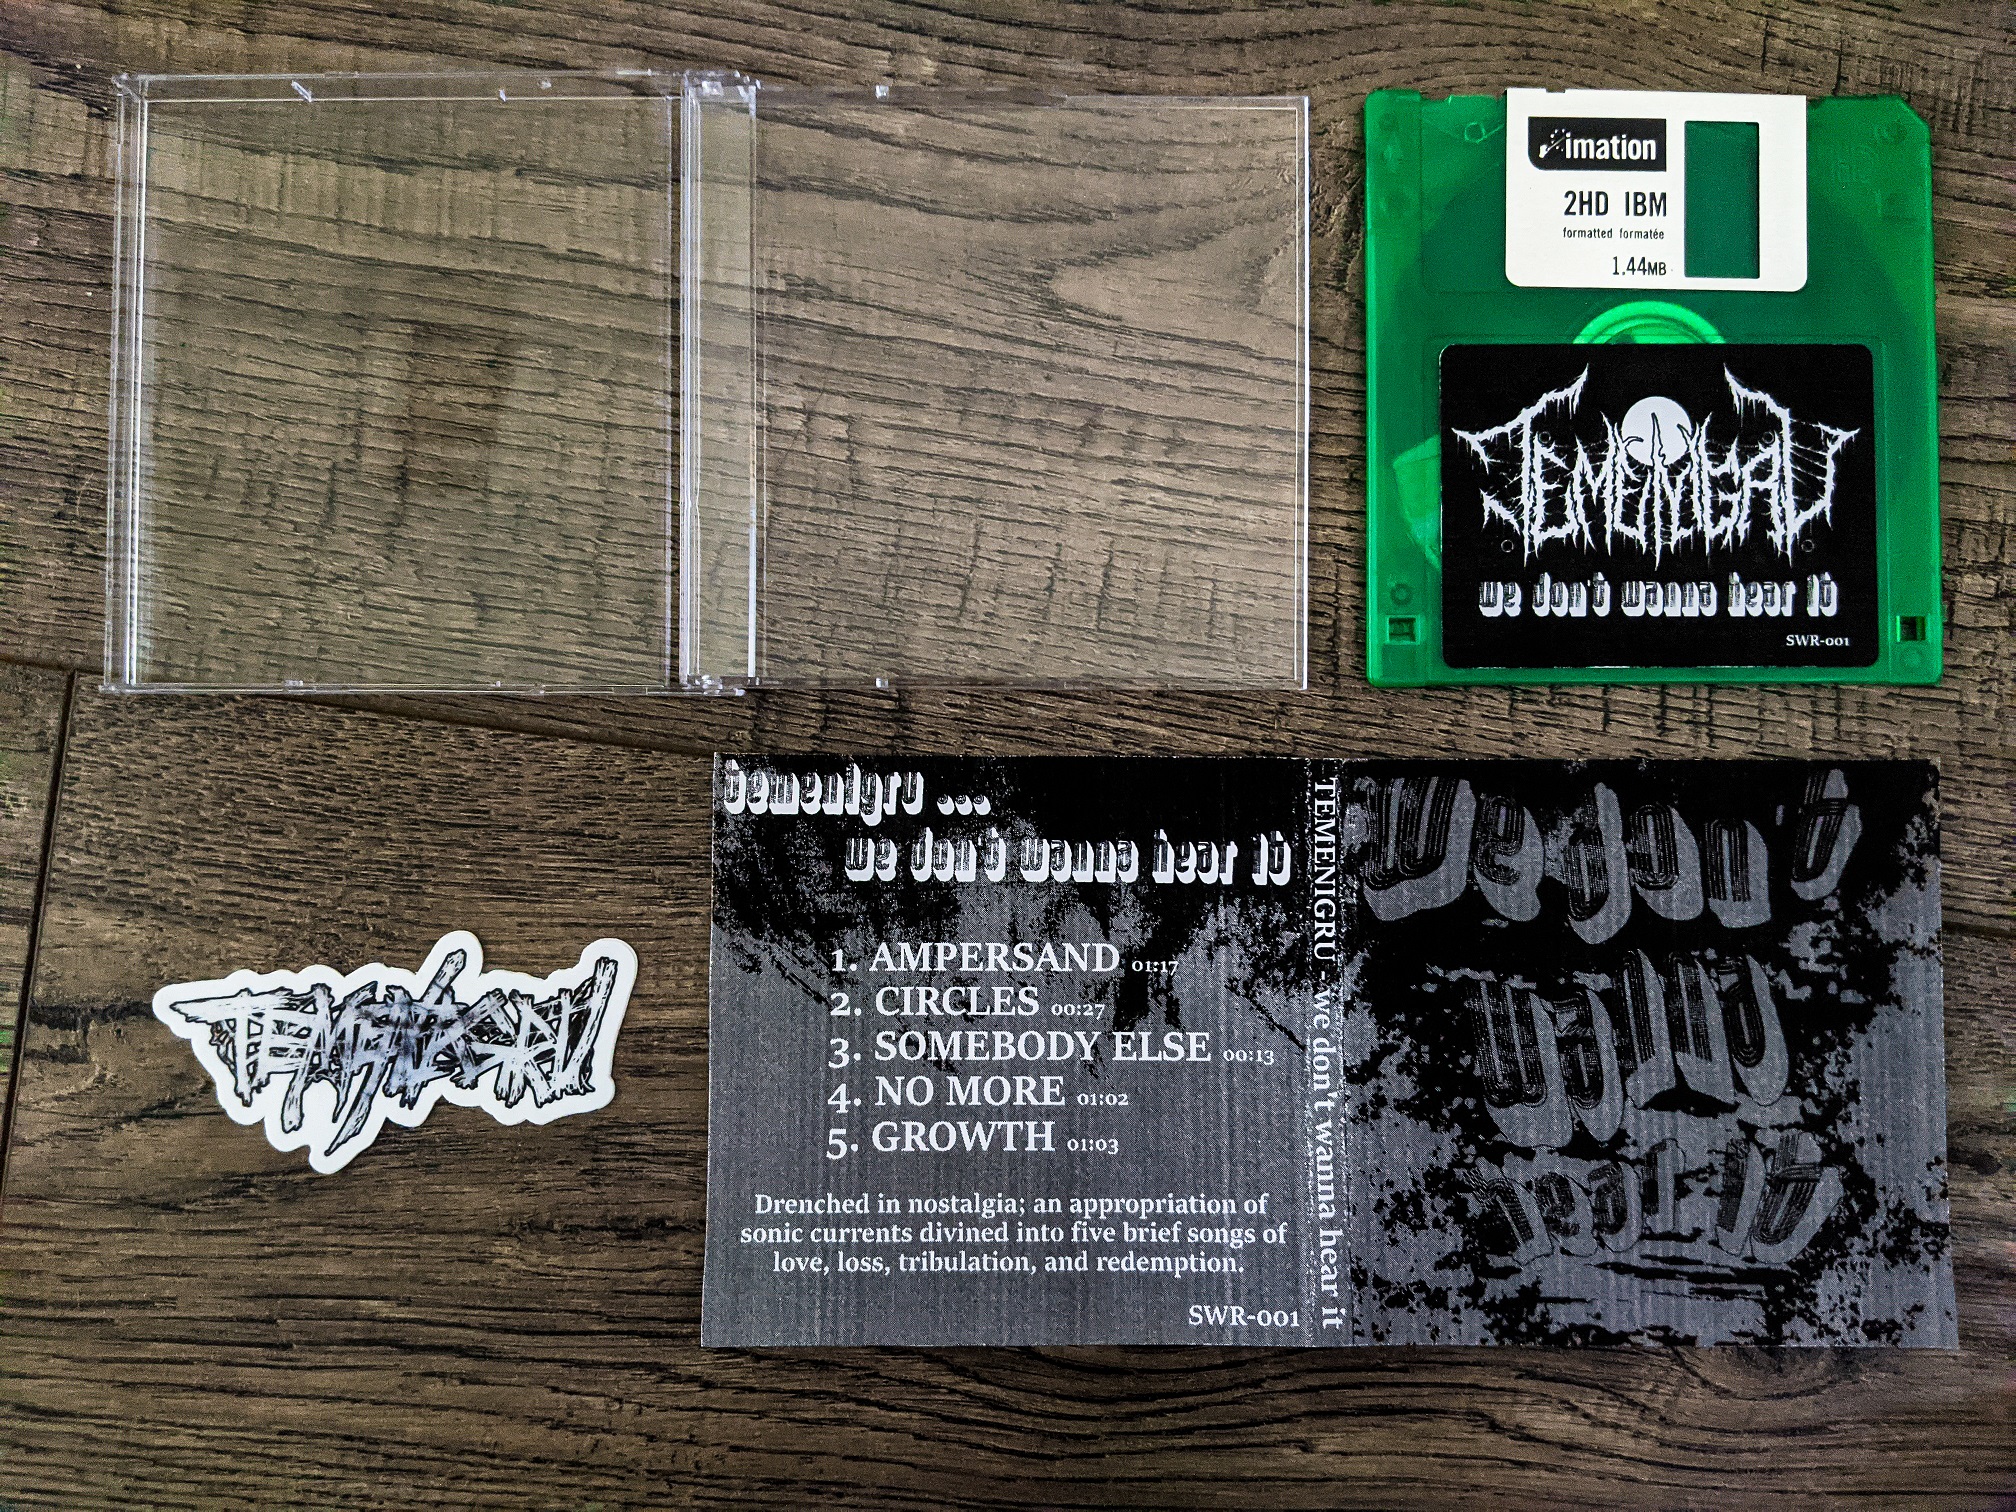 imation
2HD IBM
formatted formatée
1.44MB
TEMENIGRU
we don't wanna hear it
SWR-001
TEMENIGRU
temenigru ...
we don't wanna hear it
1. AMPERSAND 01:17
2. CIRCLES 00:27
3. SOMEBODY ELSE 00:13
4. NO MORE 01:02
5. GROWTH 01:03
Drenched in nostalgia; an appropriation of
sonic currents divined into five brief songs of
love, loss, tribulation, and redemption.
SWR-001
TEMENIGRU - we don't wanna hear it
we don't
wanna
hear it